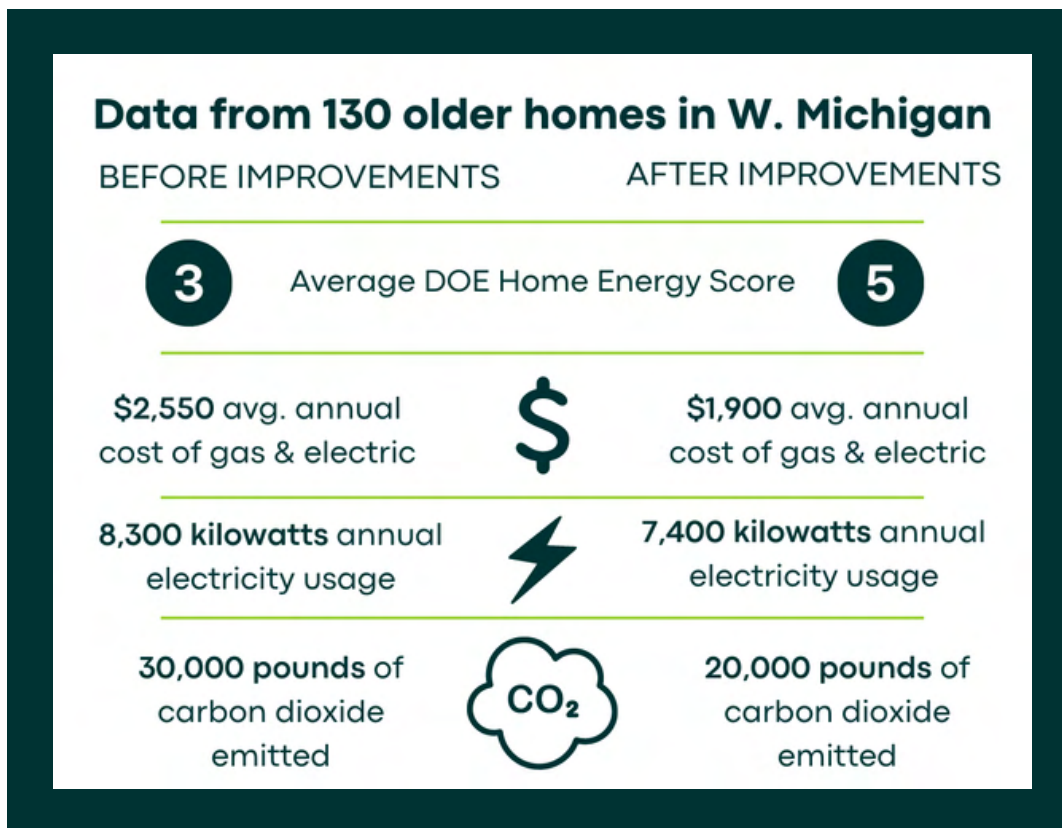 Data from 130 older homes in W. Michigan
BEFORE IMPROVEMENTS
AFTER IMPROVEMENTS
3
Average DOE Home Energy Score
5
$2,550 avg. annual
cost of gas & electric
$
$1,900 avg. annual
cost of gas & electric
8,300 kilowatts annual
electricity usage
7,400 kilowatts annual
electricity usage
30,000 pounds of
carbon dioxide
emitted
CO₂
20,000 pounds of
carbon dioxide
emitted